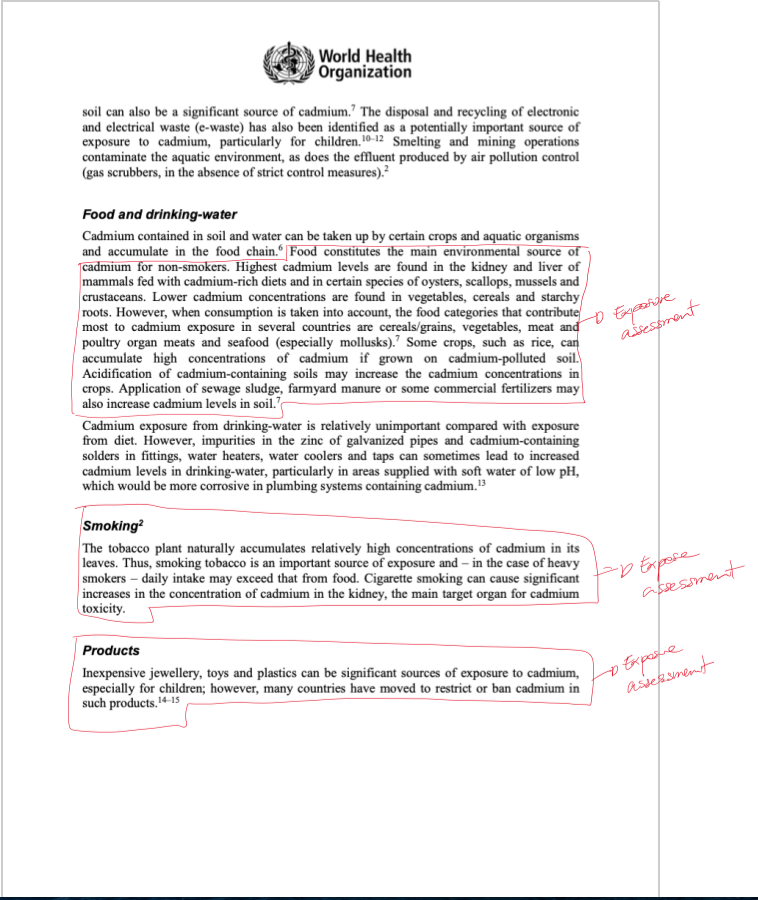 World Health
Organization
soil can also be a significant source of cadmium.⁷ The disposal and recycling of electronic
and electrical waste (e-waste) has also been identified as a potentially important source of
exposure to cadmium, particularly for children.¹⁰⁻¹² Smelting and mining operations
contaminate the aquatic environment, as does the effluent produced by air pollution control
(gas scrubbers, in the absence of strict control measures).²
Food and drinking-water
Cadmium contained in soil and water can be taken up by certain crops and aquatic organisms
and accumulate in the food chain.⁶ Food constitutes the main environmental source of
cadmium for non-smokers. Highest cadmium levels are found in the kidney and liver of
mammals fed with cadmium-rich diets and in certain species of oysters, scallops, mussels and
crustaceans. Lower cadmium concentrations are found in vegetables, cereals and starchy
roots. However, when consumption is taken into account, the food categories that contribute
most to cadmium exposure in several countries are cereals/grains, vegetables, meat and
poultry organ meats and seafood (especially mollusks).⁷ Some crops, such as rice, can
accumulate high concentrations of cadmium if grown on cadmium-polluted soil.
Acidification of cadmium-containing soils may increase the cadmium concentrations in
crops. Application of sewage sludge, farmyard manure or some commercial fertilizers may
also increase cadmium levels in soil.⁷
Exposure
assessment
Cadmium exposure from drinking-water is relatively unimportant compared with exposure
from diet. However, impurities in the zinc of galvanized pipes and cadmium-containing
solders in fittings, water heaters, water coolers and taps can sometimes lead to increased
cadmium levels in drinking-water, particularly in areas supplied with soft water of low pH,
which would be more corrosive in plumbing systems containing cadmium.¹³
Smoking²
The tobacco plant naturally accumulates relatively high concentrations of cadmium in its
leaves. Thus, smoking tobacco is an important source of exposure and – in the case of heavy
smokers – daily intake may exceed that from food. Cigarette smoking can cause significant
increases in the concentration of cadmium in the kidney, the main target organ for cadmium
toxicity.
Expose
assessment
Products
Inexpensive jewellery, toys and plastics can be significant sources of exposure to cadmium,
especially for children; however, many countries have moved to restrict or ban cadmium in
such products.¹⁴⁻¹⁵
Exposure
assessment